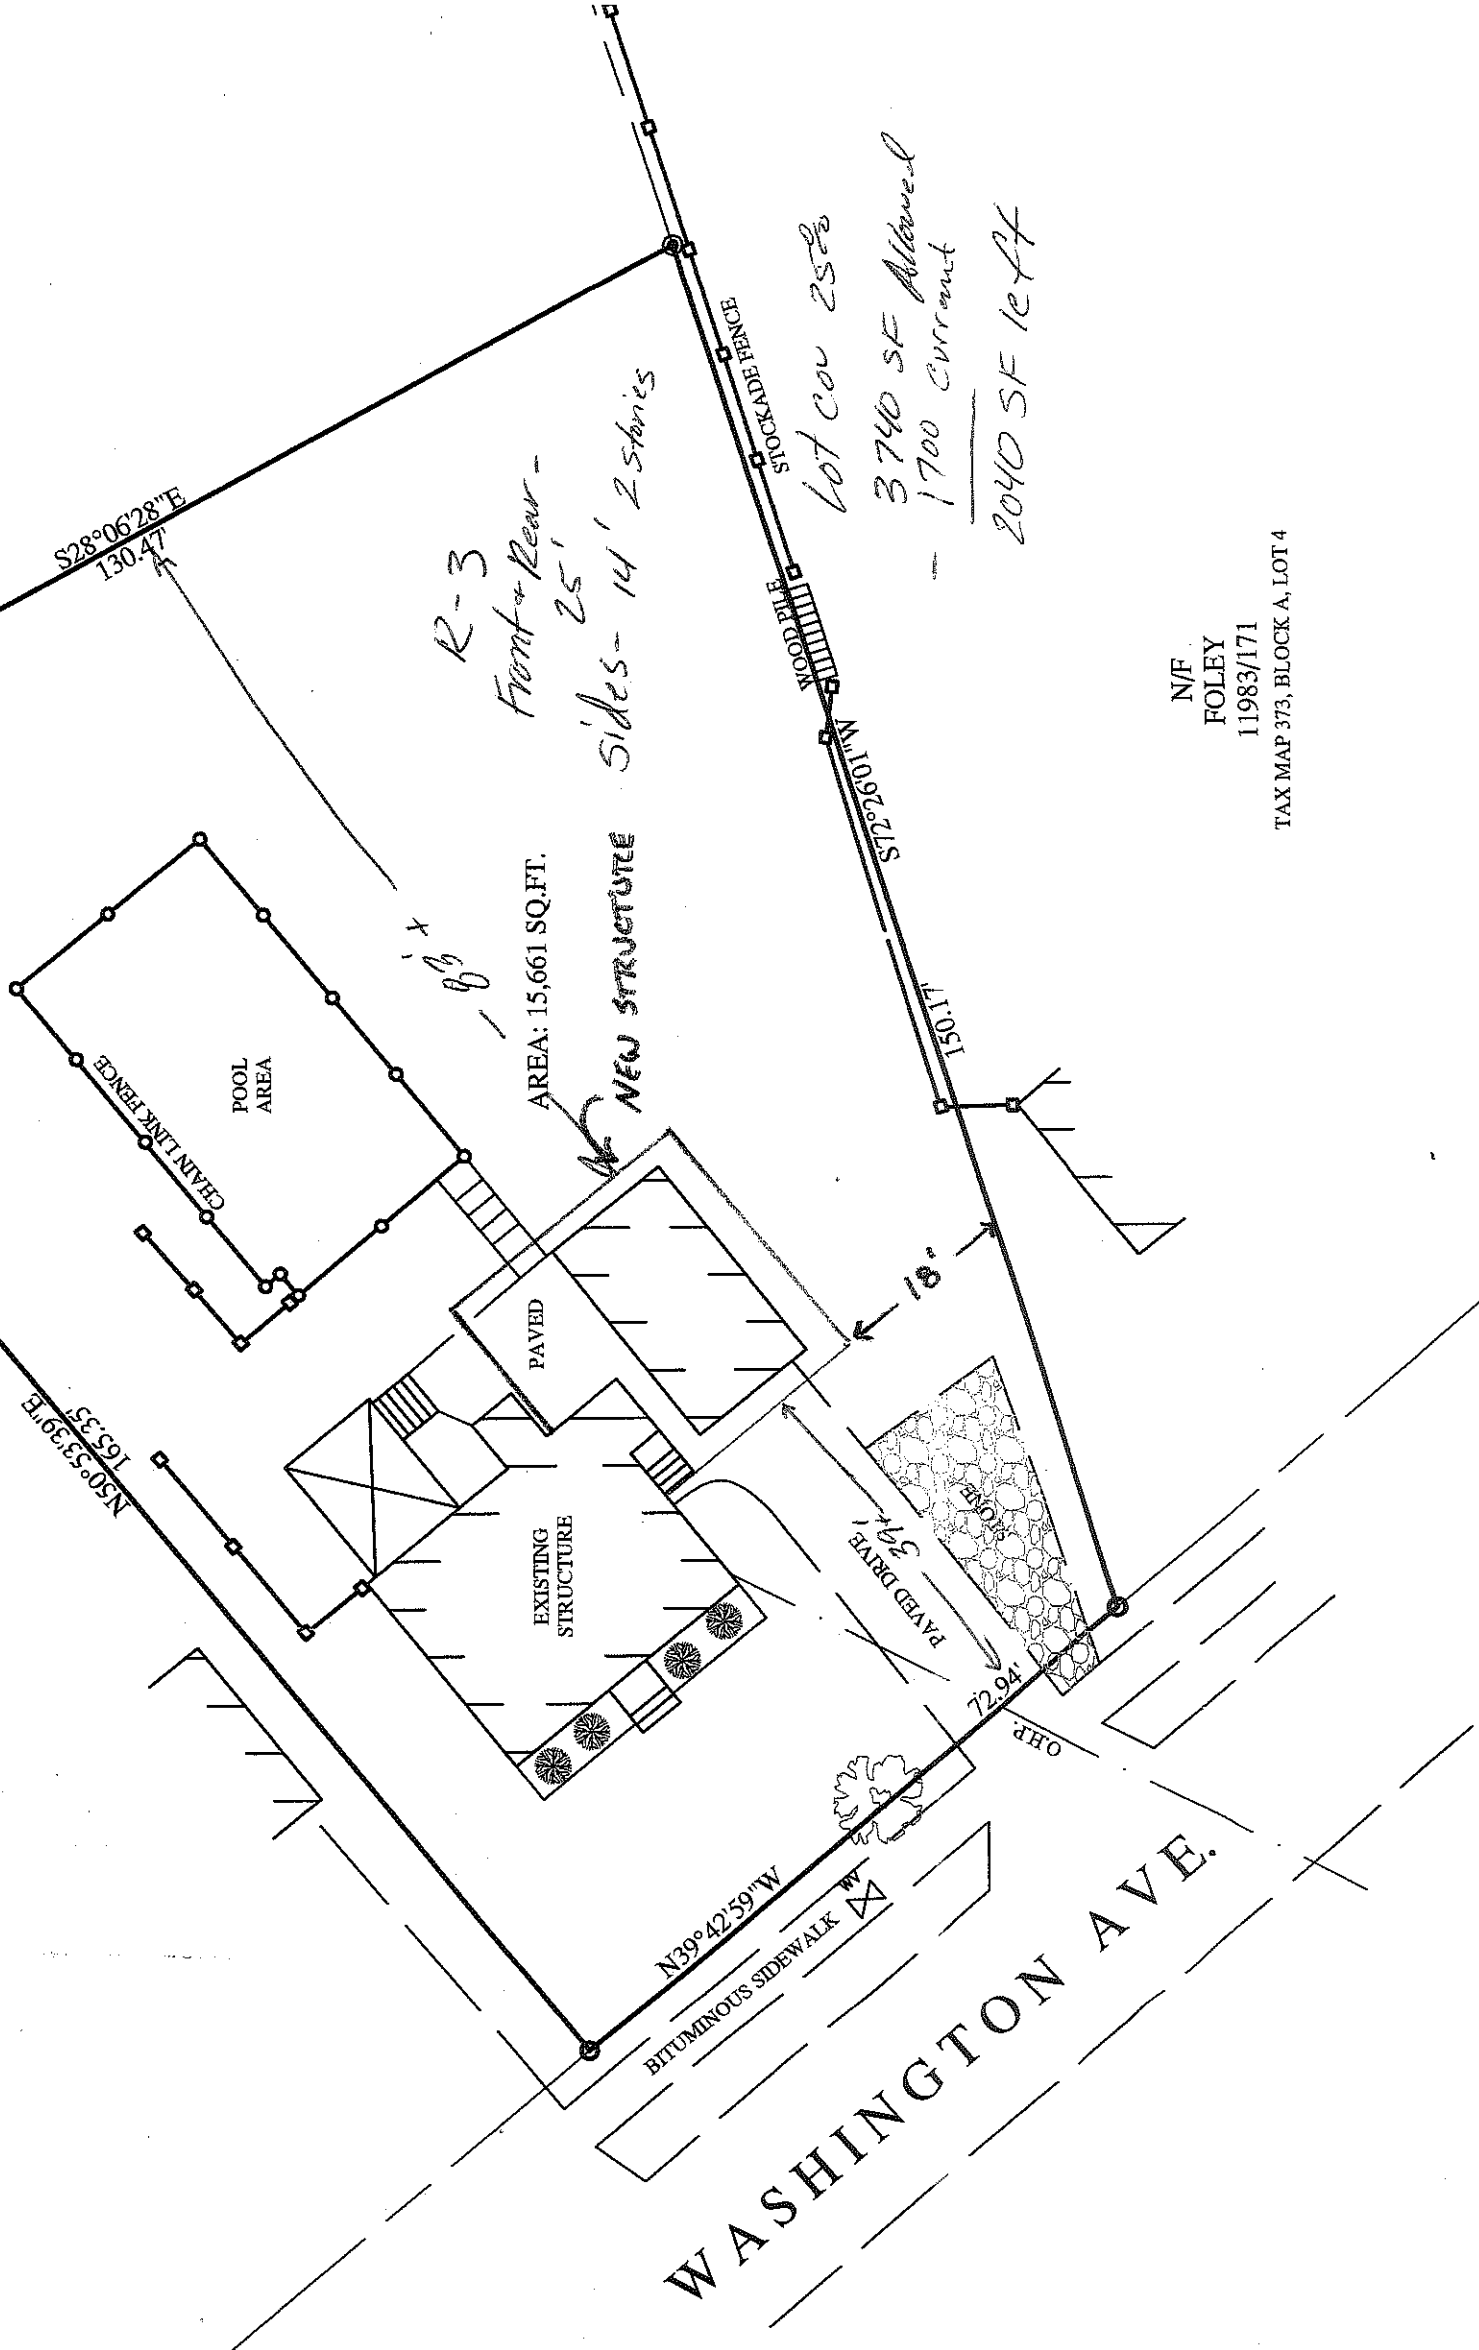 S28°06'28"E
130.47'
R-3
Front + Rear -
25'
Sides - 14' 2 stories
83' +
AREA: 15,661 SQ.FT.
NEW STRUCTURE
POOL
AREA
CHAIN LINK FENCE
PAVED
N50°53'39"E
165.35'
EXISTING
STRUCTURE
STOCKADE FENCE
WOOD PILE
S72°26'01"W
150.17'
Lot Cov 25%
3740 SF Allowed
- 1700 Current
2040 SF left
18'
N/F
FOLEY
11983/171
TAX MAP 373, BLOCK A, LOT 4
PAVED DRIVE
39'+
STONE
72.94'
O.H.P.
N39°42'59"W
WV
BITUMINOUS SIDEWALK
WASHINGTON AVE.